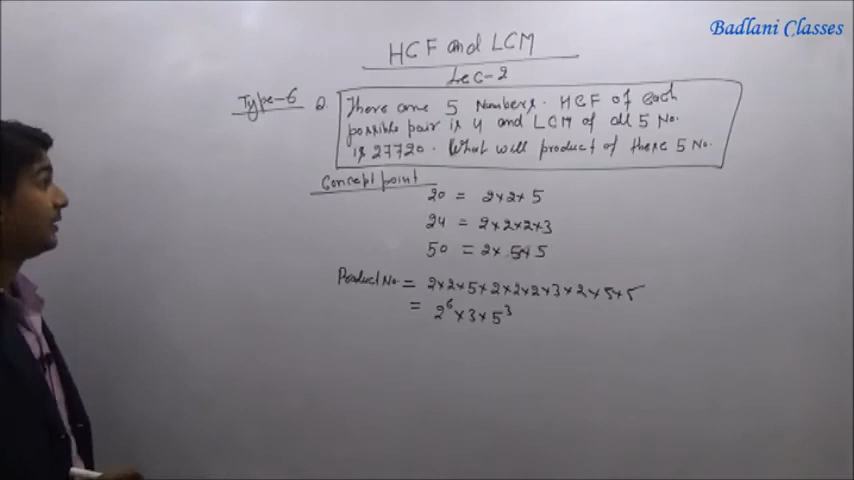 Badlani Classes
HCF and LCM
Lec-2
Type-6 Q. There are 5 Numbers. HCF of each
possible pair is 4 and LCM of all 5 No.
is 27720. What will product of these 5 No.
Concept point
20 = 2×2×5
24 = 2×2×2×3
50 = 2×5×5
Product No. = 2×2×5×2×2×2×3×2×5×5
= 2^6×3×5^3